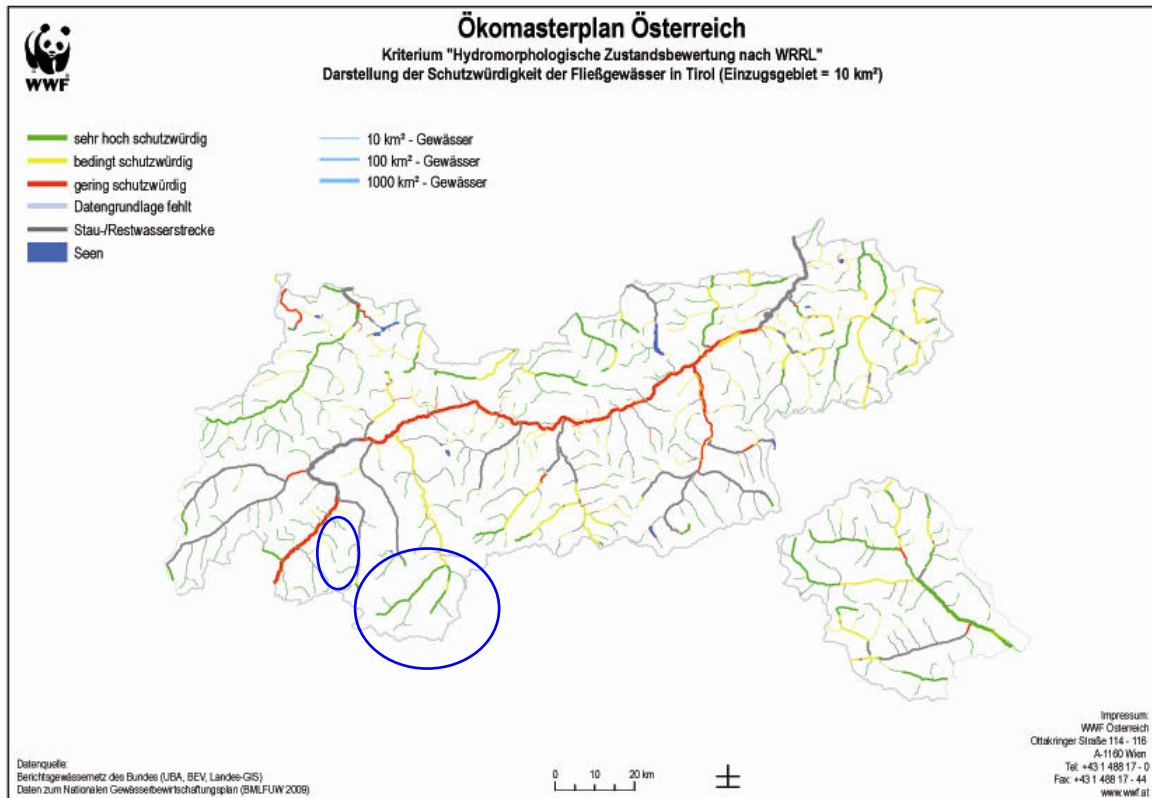 Ökomasterplan Österreich
Kriterium "Hydromorphologische Zustandsbewertung nach WRRL"
Darstellung der Schutzwürdigkeit der Fließgewässer in Tirol (Einzugsgebiet = 10 km²)
WWF
sehr hoch schutzwürdig
bedingt schutzwürdig
gering schutzwürdig
Datengrundlage fehlt
Stau-/Restwasserstrecke
Seen
10 km² - Gewässer
100 km² - Gewässer
1000 km² - Gewässer
Datenquelle:
Berichtsgewässernetz des Bundes (UBA, BEV, Landes-GIS)
Daten zum Nationalen Gewässerbewirtschaftungsplan (BMLFUW 2009)
0 10 20 km
Impressum:
WWF Österreich
Ottakringer Straße 114 - 116
A-1160 Wien
Tel: +43 1 488 17 - 0
Fax: +43 1 488 17 - 44
www.wwf.at